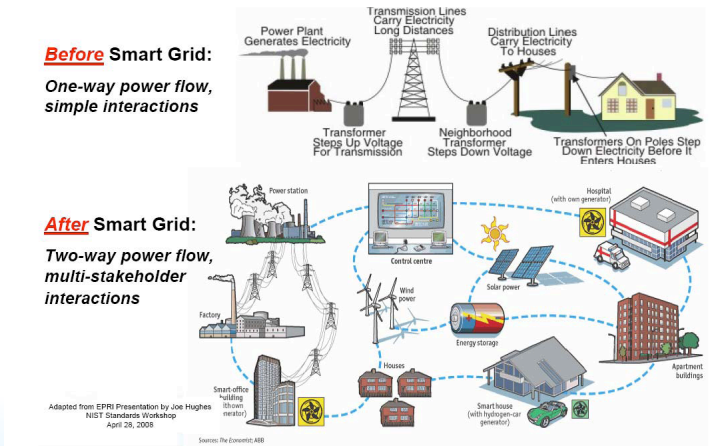 Before Smart Grid:
One-way power flow,
simple interactions
Power Plant
Generates Electricity
Transmission Lines
Carry Electricity
Long Distances
Distribution Lines
Carry Electricity
To Houses
Transformer
Steps Up Voltage
For Transmission
Neighborhood
Transformer
Steps Down Voltage
Transformers On Poles Step
Down Electricity Before It
Enters Houses
After Smart Grid:
Two-way power flow,
multi-stakeholder
interactions
Power station
Control centre
Hospital
(with own generator)
Solar power
Wind
power
Factory
Energy storage
Apartment
buildings
Houses
Smart-office
building
ithown
nerator)
Smart house
(with hydrogen-car
generator)
Adapted from EPRI Presentation by Joe Hughes
NIST Standards Workshop
April 28, 2008
Sources: The Economist; ABB